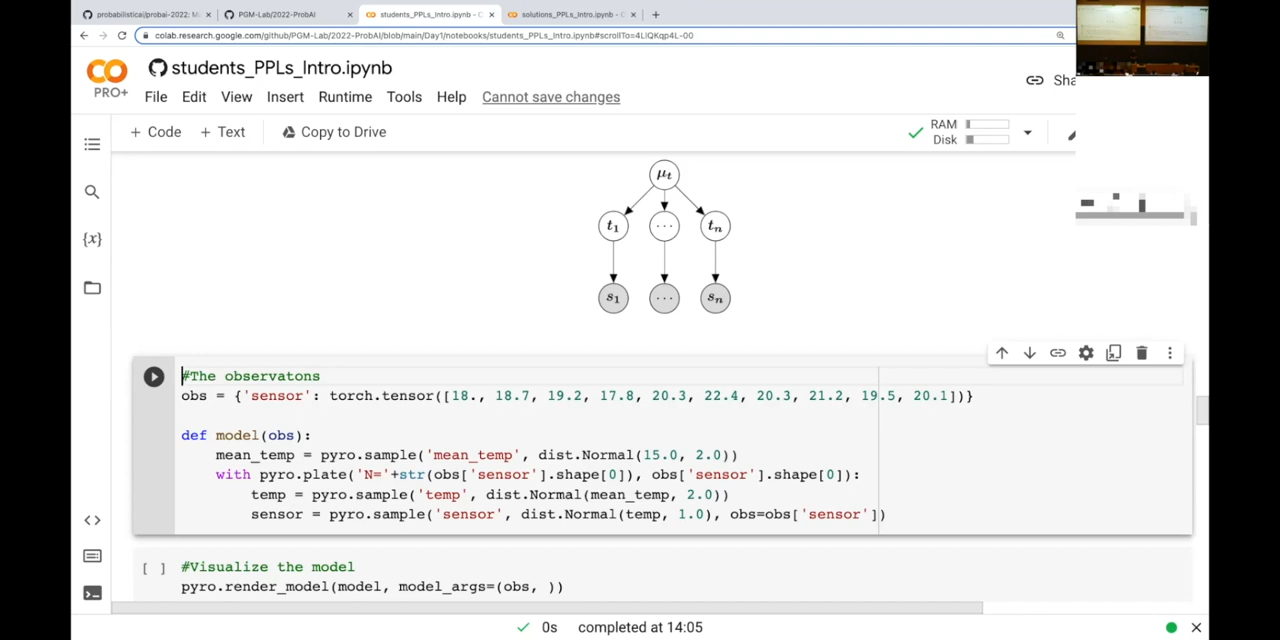 probabilisticai/probai-2022: M
PGM-Lab/2022-ProbAI
students_PPLs_Intro.ipynb - C
solutions_PPLs_Intro.ipynb - C
colab.research.google.com/github/PGM-Lab/2022-ProbAI/blob/main/Day1/notebooks/students_PPLs_Intro.ipynb#scrollTo=4LlQKqp4L-00
CO
PRO+
students_PPLs_Intro.ipynb
File Edit View Insert Runtime Tools Help Cannot save changes
Sha
+ Code + Text Copy to Drive
RAM
Disk
{x}
μt
t1 ... tn
s1 ... sn
#The observatons
obs = {'sensor': torch.tensor([18., 18.7, 19.2, 17.8, 20.3, 22.4, 20.3, 21.2, 19.5, 20.1])}
def model(obs):
mean_temp = pyro.sample('mean_temp', dist.Normal(15.0, 2.0))
with pyro.plate('N='+str(obs['sensor'].shape[0]), obs['sensor'].shape[0]):
temp = pyro.sample('temp', dist.Normal(mean_temp, 2.0))
sensor = pyro.sample('sensor', dist.Normal(temp, 1.0), obs=obs['sensor'])
[ ] #Visualize the model
pyro.render_model(model, model_args=(obs, ))
0s completed at 14:05